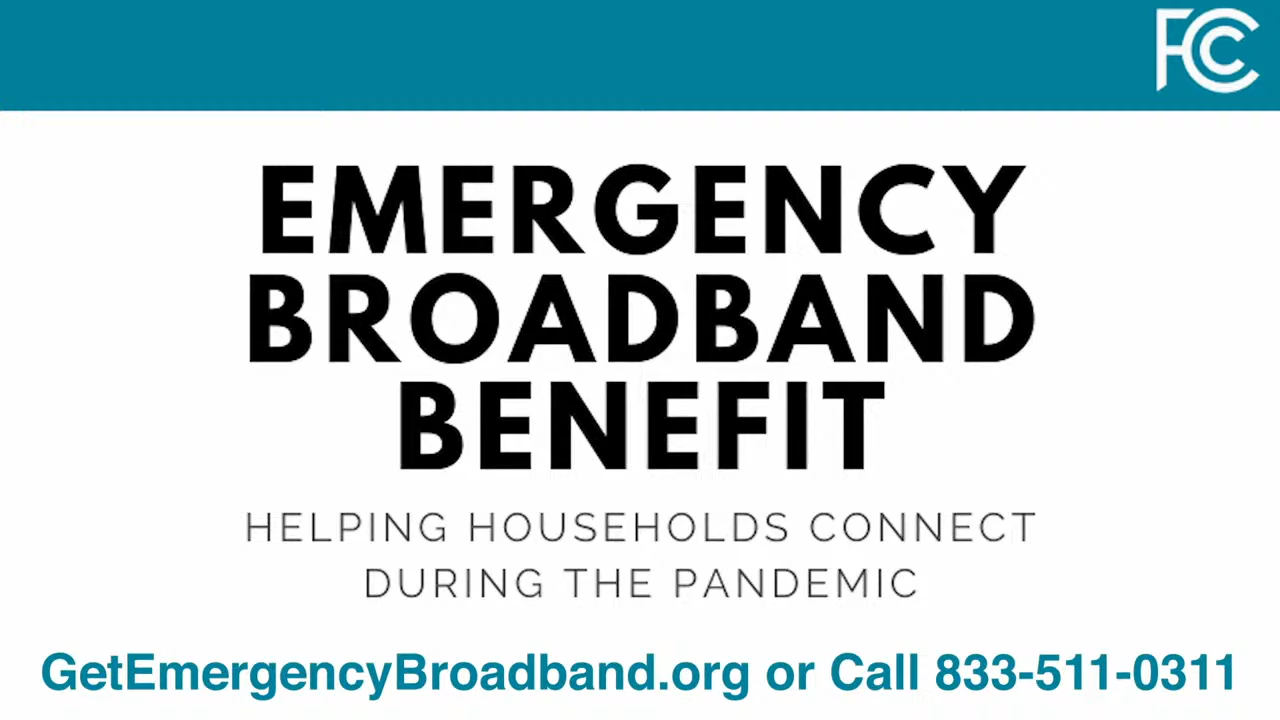 FCC
EMERGENCY
BROADBAND
BENEFIT
HELPING HOUSEHOLDS CONNECT
DURING THE PANDEMIC
GetEmergencyBroadband.org or Call 833-511-0311